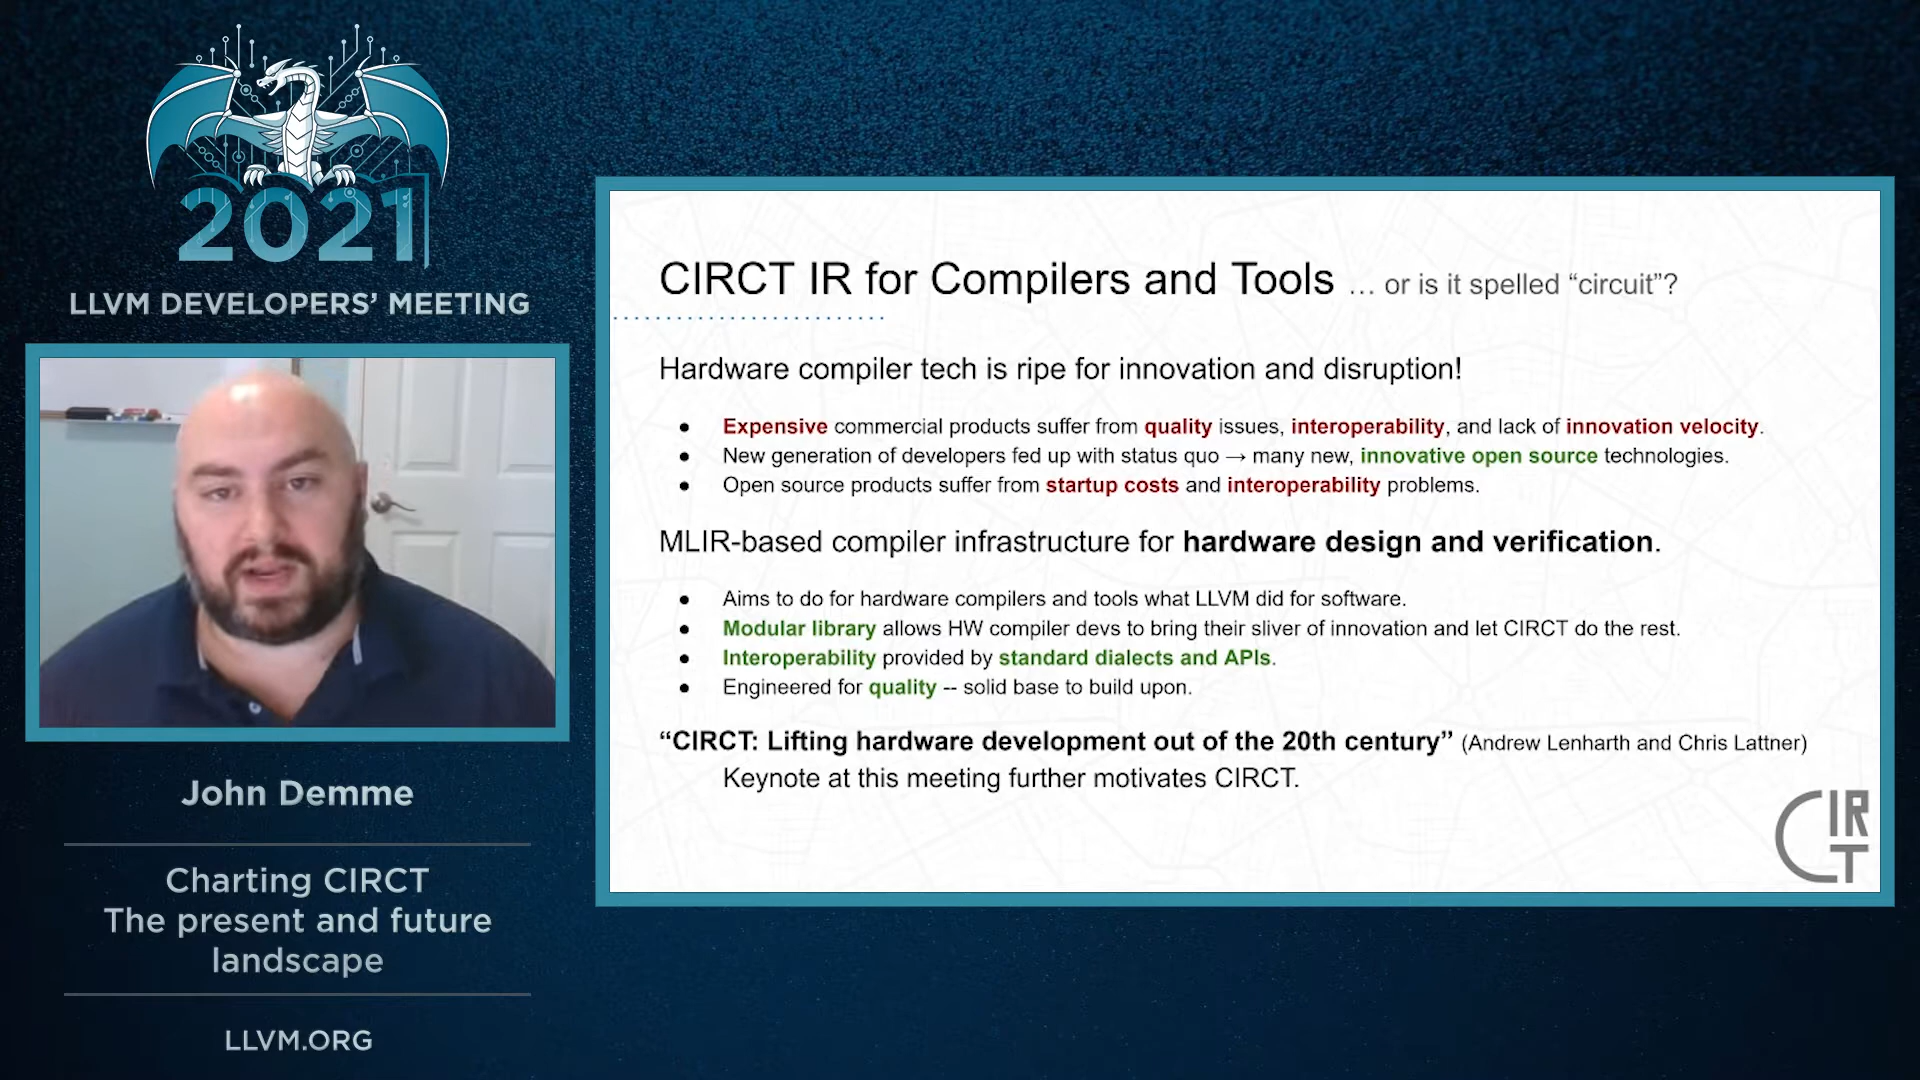 2021
LLVM DEVELOPERS’ MEETING
John Demme
Charting CIRCT
The present and future
landscape
LLVM.ORG
CIRCT IR for Compilers and Tools … or is it spelled “circuit”?
Hardware compiler tech is ripe for innovation and disruption!
● Expensive commercial products suffer from quality issues, interoperability, and lack of innovation velocity.
● New generation of developers fed up with status quo → many new, innovative open source technologies.
● Open source products suffer from startup costs and interoperability problems.
MLIR-based compiler infrastructure for hardware design and verification.
● Aims to do for hardware compilers and tools what LLVM did for software.
● Modular library allows HW compiler devs to bring their sliver of innovation and let CIRCT do the rest.
● Interoperability provided by standard dialects and APIs.
● Engineered for quality -- solid base to build upon.
“CIRCT: Lifting hardware development out of the 20th century” (Andrew Lenharth and Chris Lattner)
Keynote at this meeting further motivates CIRCT.
CIR
T